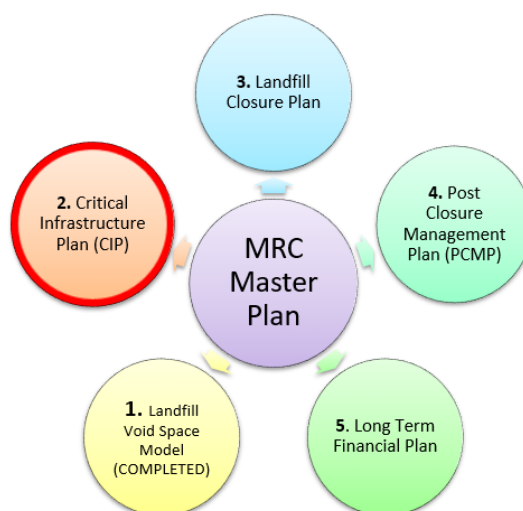 3. Landfill
Closure Plan
2. Critical
Infrastructure
Plan (CIP)
4. Post
Closure
Management
Plan (PCMP)
MRC
Master
Plan
1. Landfill
Void Space
Model
(COMPLETED)
5. Long Term
Financial Plan